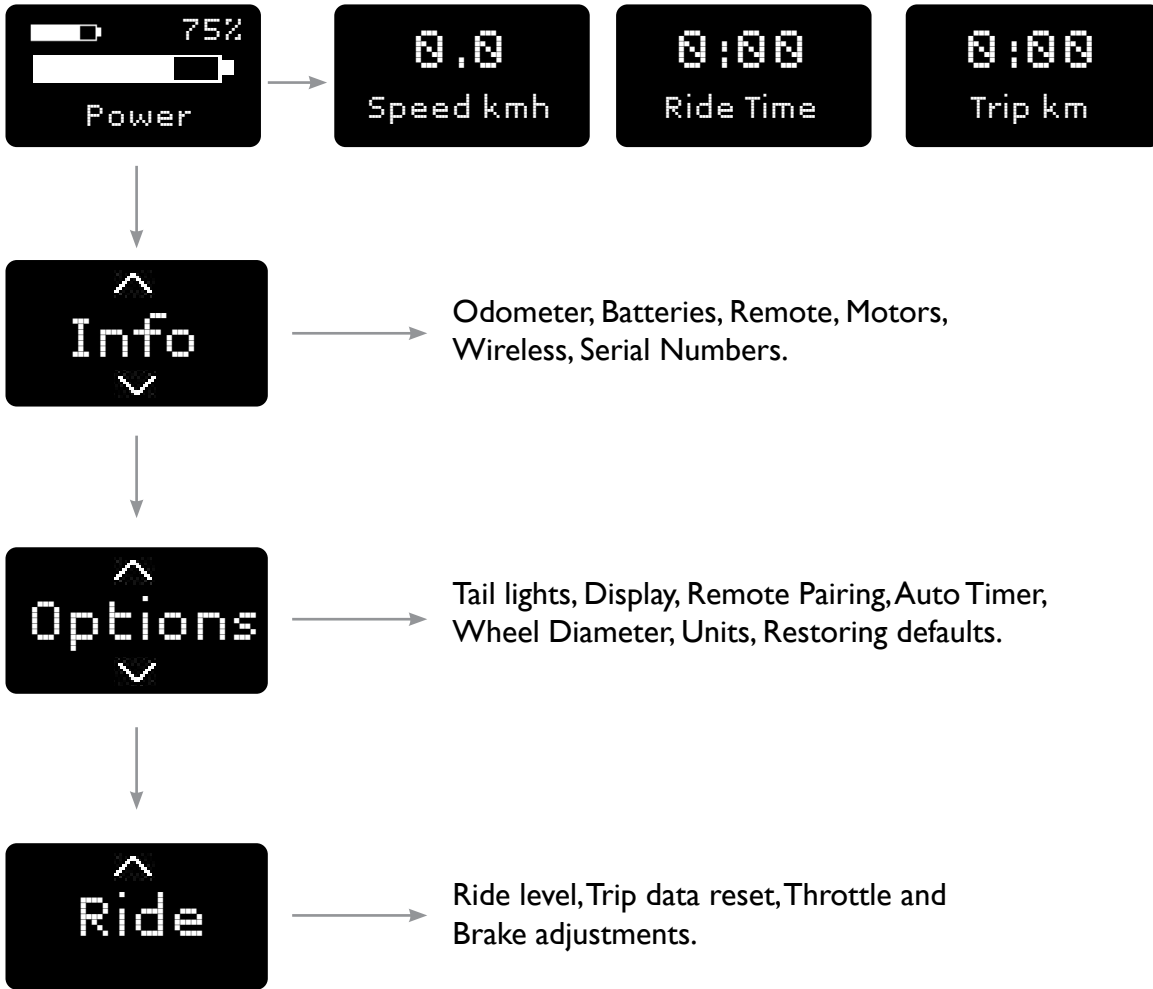 75%
Power
0.0
Speed kmh
0:00
Ride Time
0:00
Trip km
Info
Odometer, Batteries, Remote, Motors,
Wireless, Serial Numbers.
Options
Tail lights, Display, Remote Pairing, Auto Timer,
Wheel Diameter, Units, Restoring defaults.
Ride
Ride level, Trip data reset, Throttle and
Brake adjustments.